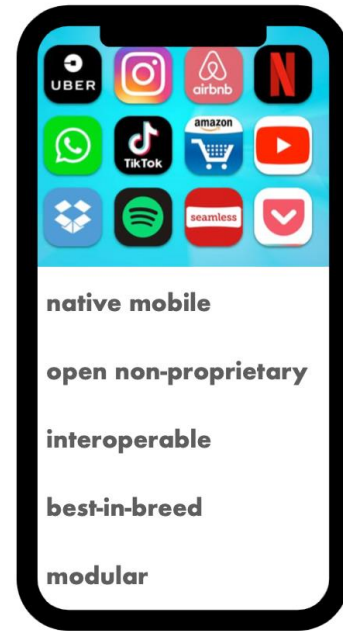 UBER
airbnb
N
TikTok
amazon
seamless
native mobile
open non-proprietary
interoperable
best-in-breed
modular